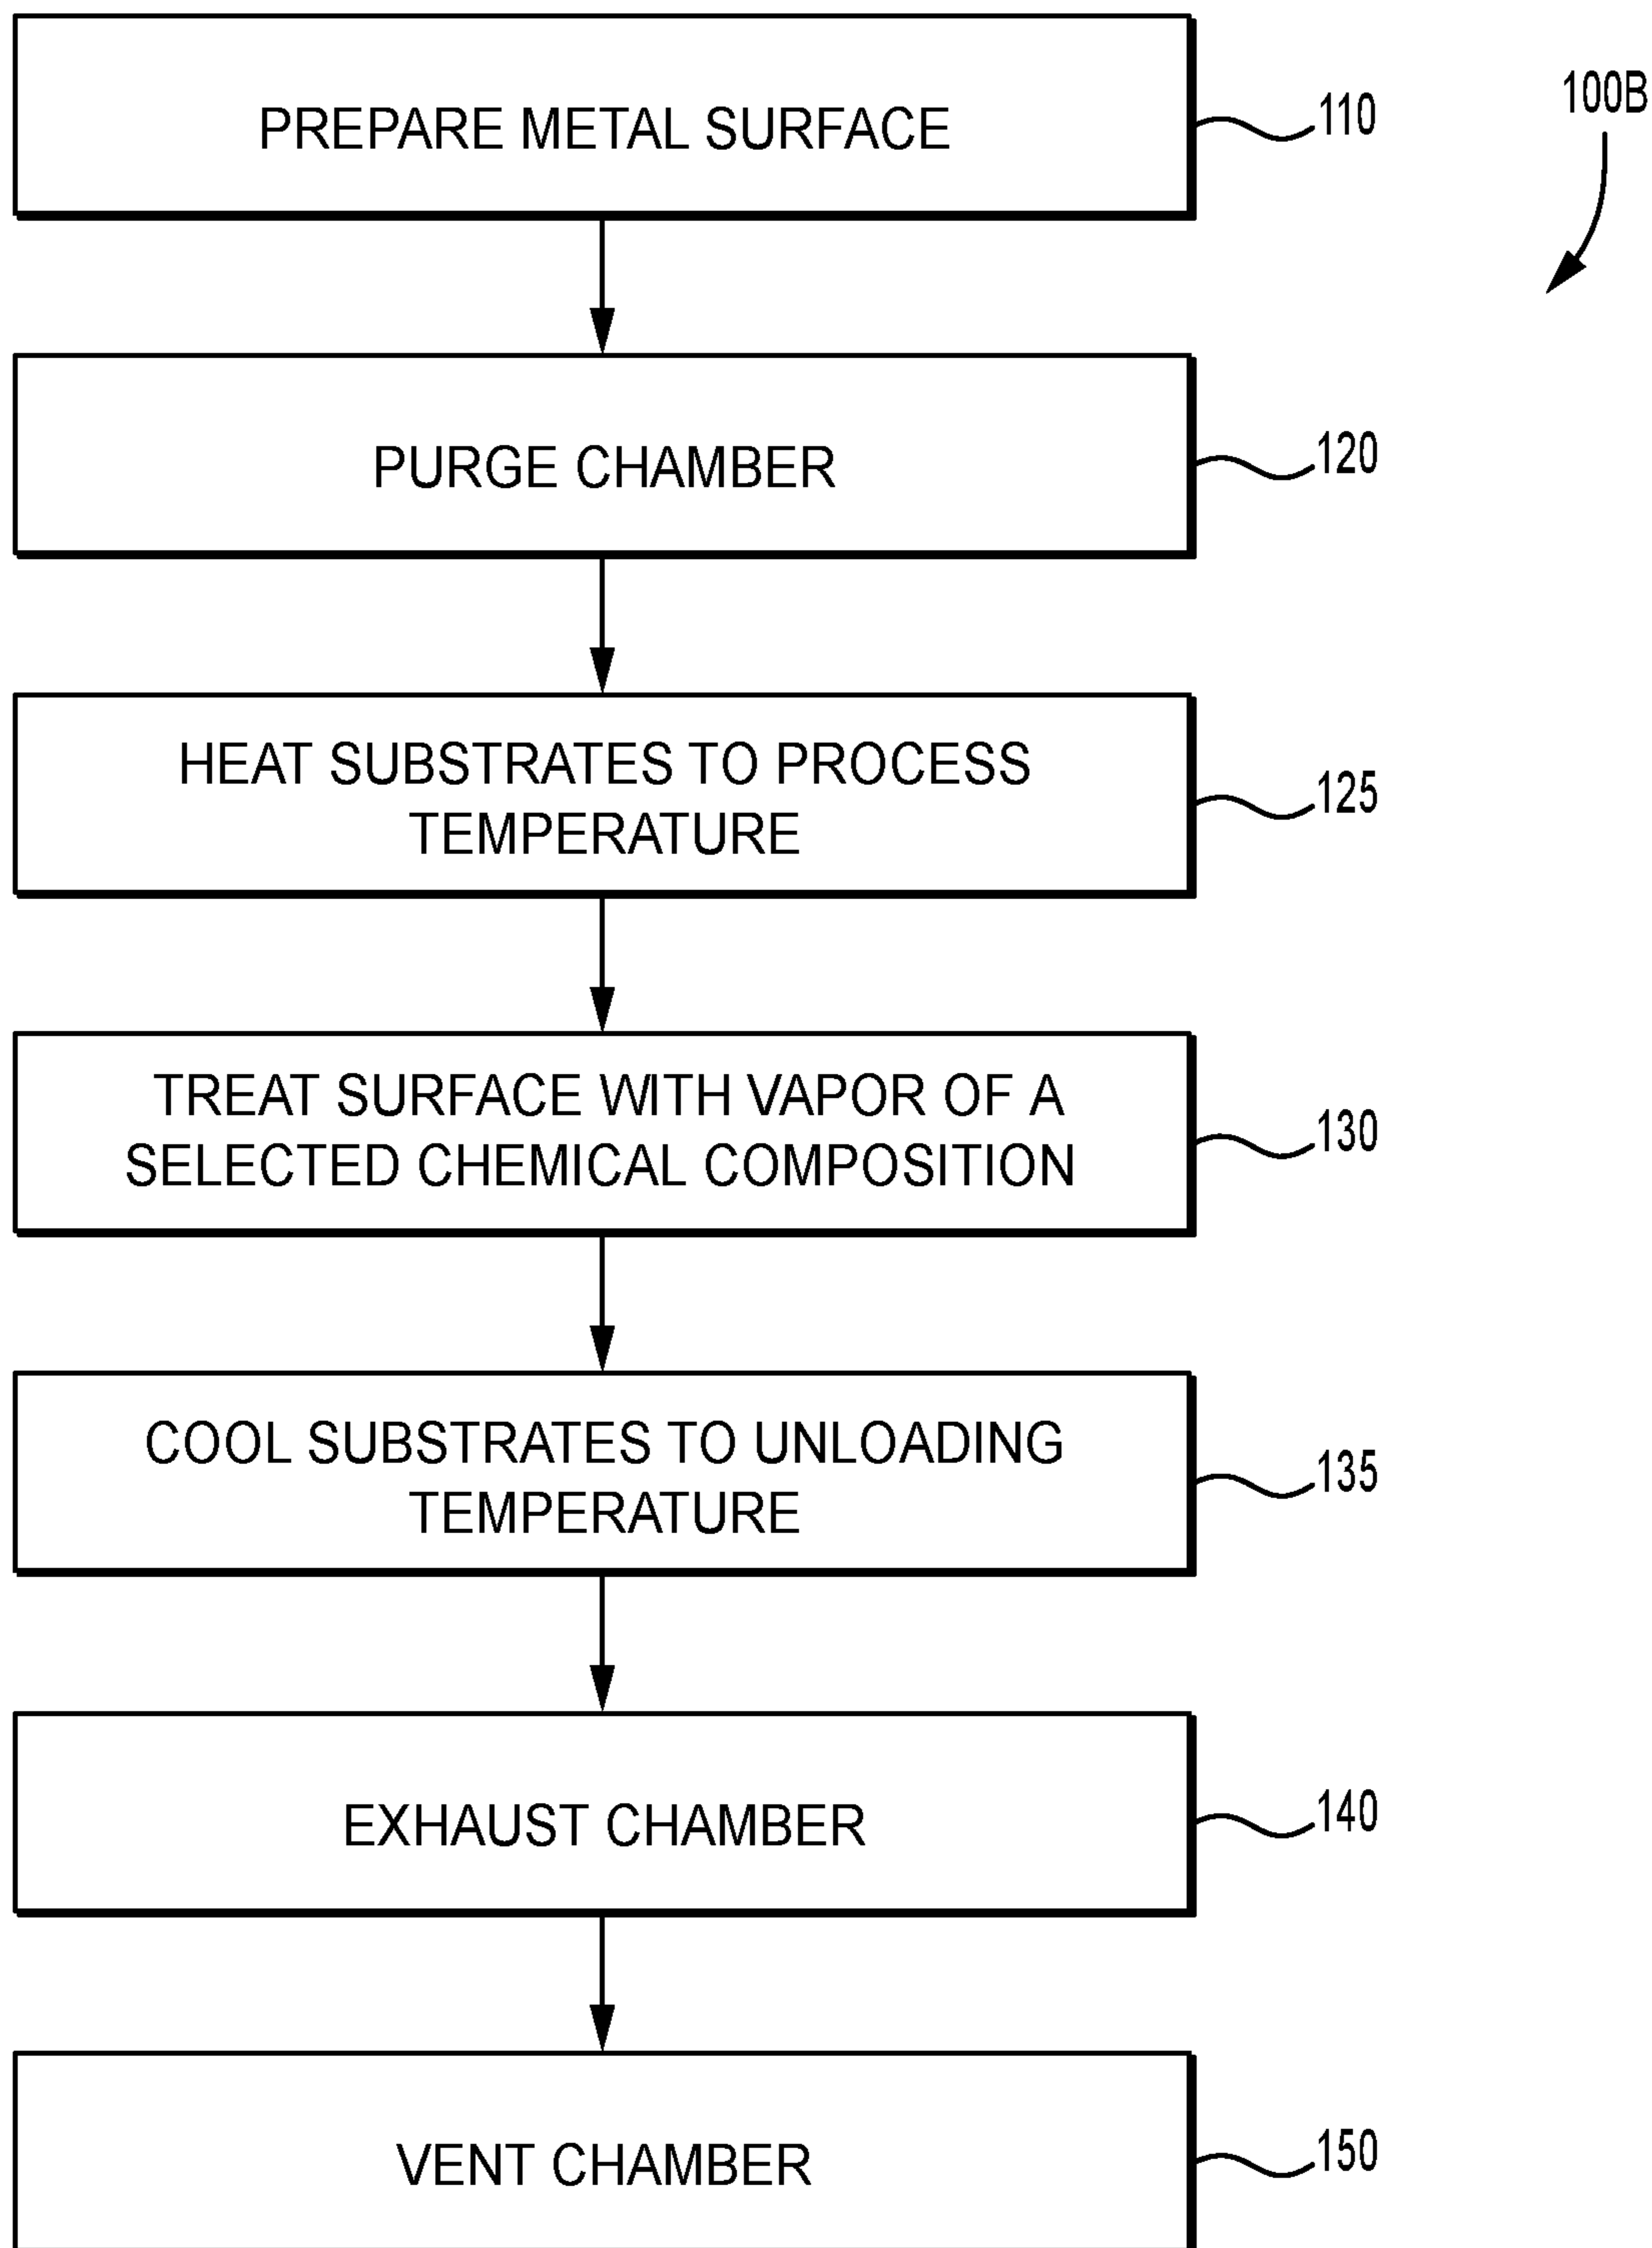 PREPARE METAL SURFACE
110
100B
PURGE CHAMBER
120
HEAT SUBSTRATES TO PROCESS
TEMPERATURE
125
TREAT SURFACE WITH VAPOR OF A
SELECTED CHEMICAL COMPOSITION
130
COOL SUBSTRATES TO UNLOADING
TEMPERATURE
135
EXHAUST CHAMBER
140
VENT CHAMBER
150